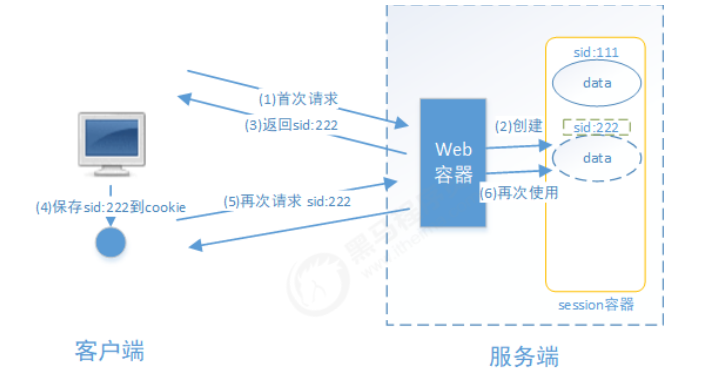 sid:111
data
(1)首次请求
(3)返回sid:222
(2)创建
sid:222
data
Web
容器
(4)保存sid:222到cookie
(5)再次请求 sid:222
(6)再次使用
session容器
客户端
服务端